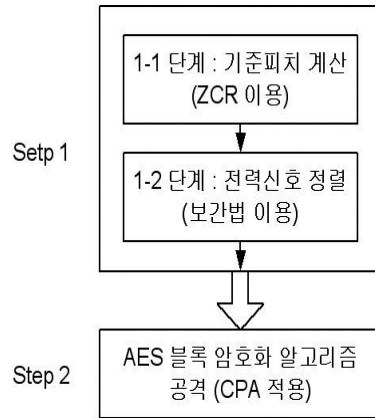 1-1 단계 : 기준피치 계산
(ZCR 이용)
Setp 1
1-2 단계 : 전력신호 정렬
(보간법 이용)
AES 블록 암호화 알고리즘
Step 2
공격 (CPA 적용)